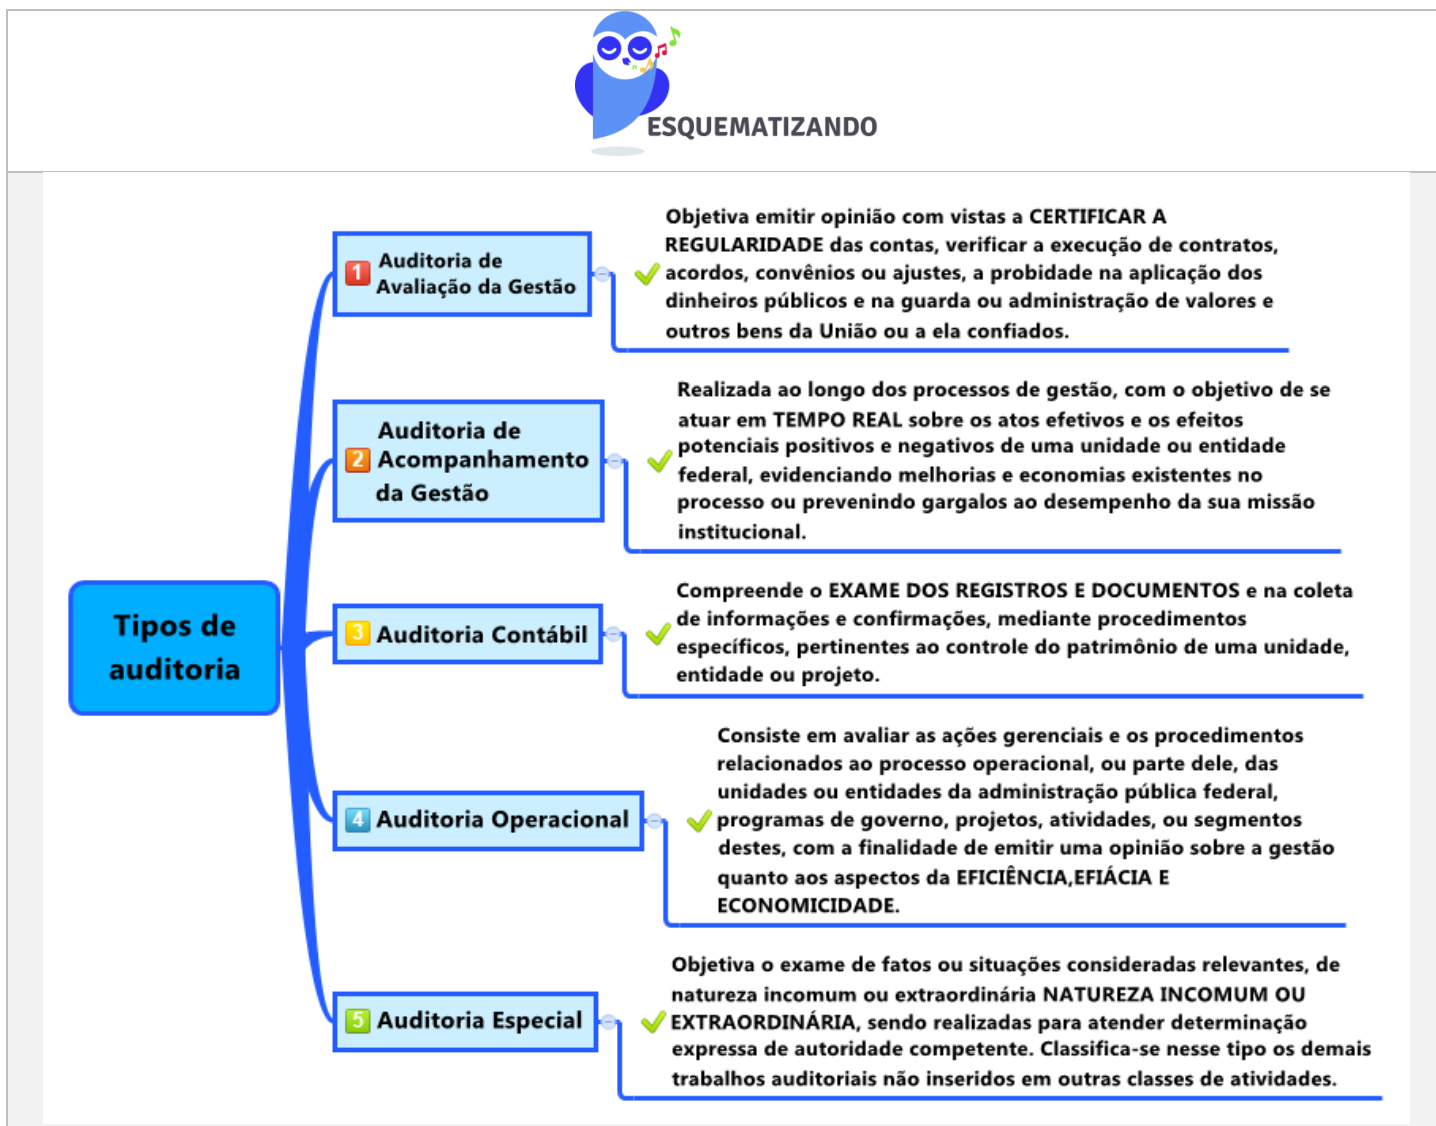 ESQUEMATIZANDO
Tipos de
auditoria
1 Auditoria de
Avaliação da Gestão
Objetiva emitir opinião com vistas a CERTIFICAR A
REGULARIDADE das contas, verificar a execução de contratos,
acordos, convênios ou ajustes, a probidade na aplicação dos
dinheiros públicos e na guarda ou administração de valores e
outros bens da União ou a ela confiados.
2 Auditoria de
Acompanhamento
da Gestão
Realizada ao longo dos processos de gestão, com o objetivo de se
atuar em TEMPO REAL sobre os atos efetivos e os efeitos
potenciais positivos e negativos de uma unidade ou entidade
federal, evidenciando melhorias e economias existentes no
processo ou prevenindo gargalos ao desempenho da sua missão
institucional.
3 Auditoria Contábil
Compreende o EXAME DOS REGISTROS E DOCUMENTOS e na coleta
de informações e confirmações, mediante procedimentos
específicos, pertinentes ao controle do patrimônio de uma unidade,
entidade ou projeto.
4 Auditoria Operacional
Consiste em avaliar as ações gerenciais e os procedimentos
relacionados ao processo operacional, ou parte dele, das
unidades ou entidades da administração pública federal,
programas de governo, projetos, atividades, ou segmentos
destes, com a finalidade de emitir uma opinião sobre a gestão
quanto aos aspectos da EFICIÊNCIA,EFIÁCIA E
ECONOMICIDADE.
5 Auditoria Especial
Objetiva o exame de fatos ou situações consideradas relevantes, de
natureza incomum ou extraordinária NATUREZA INCOMUM OU
EXTRAORDINÁRIA, sendo realizadas para atender determinação
expressa de autoridade competente. Classifica-se nesse tipo os demais
trabalhos auditoriais não inseridos em outras classes de atividades.